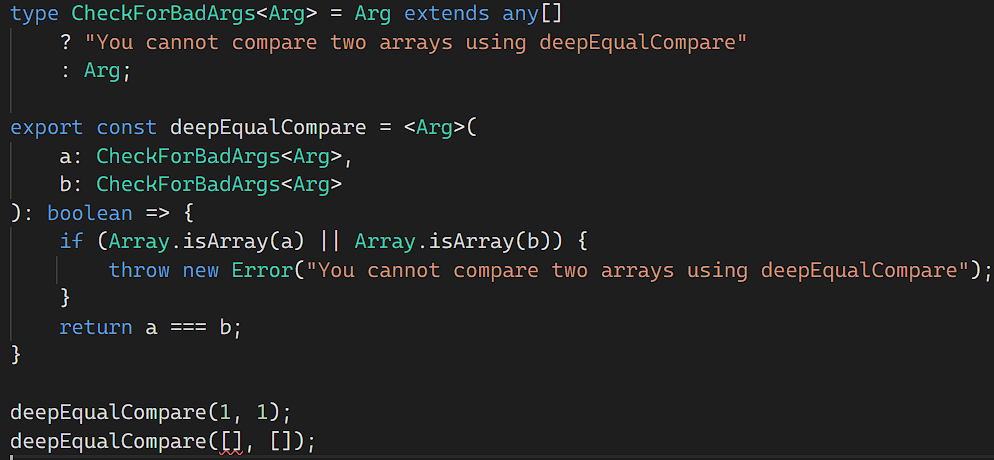 type CheckForBadArgs<Arg> = Arg extends any[]
    ? "You cannot compare two arrays using deepEqualCompare"
    : Arg;
export const deepEqualCompare = <Arg>(
    a: CheckForBadArgs<Arg>,
    b: CheckForBadArgs<Arg>
): boolean => {
    if (Array.isArray(a) || Array.isArray(b)) {
        throw new Error("You cannot compare two arrays using deepEqualCompare");
    }
    return a === b;
}
deepEqualCompare(1, 1);
deepEqualCompare([], []);